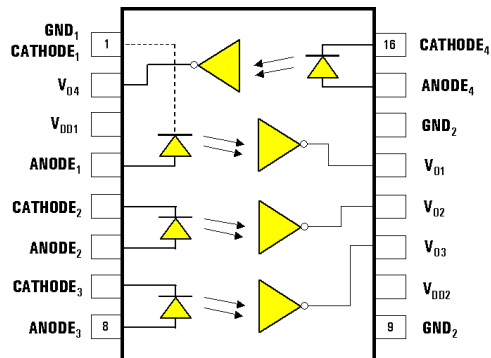 GND1
CATHODE1
1
VO4
VDD1
ANODE1
CATHODE2
ANODE2
CATHODE3
ANODE3
8
16
CATHODE4
ANODE4
GND2
VO1
VO2
VO3
VDD2
9
GND2